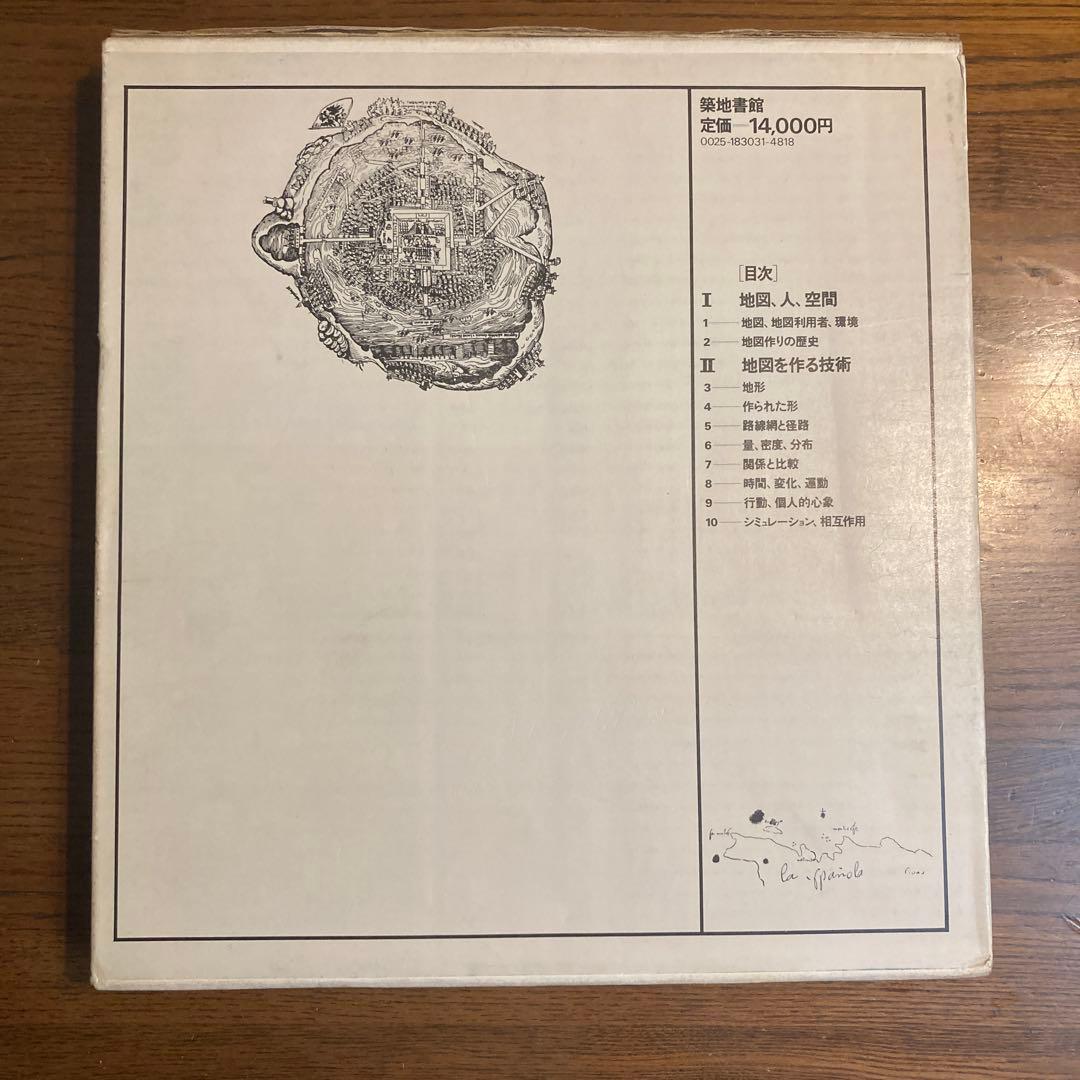 築地書館
定価―14,000円
0025-183031-4818
[目次]
I 地図、人、空間
1―地図、地図利用者、環境
2―地図作りの歴史
II 地図を作る技術
3―地形
4―作られた形
5―路線網と径路
6―量、密度、分布
7―関係と比較
8―時間、変化、運動
9―行動、個人的心象
10―シミュレーション、相互作用
la española